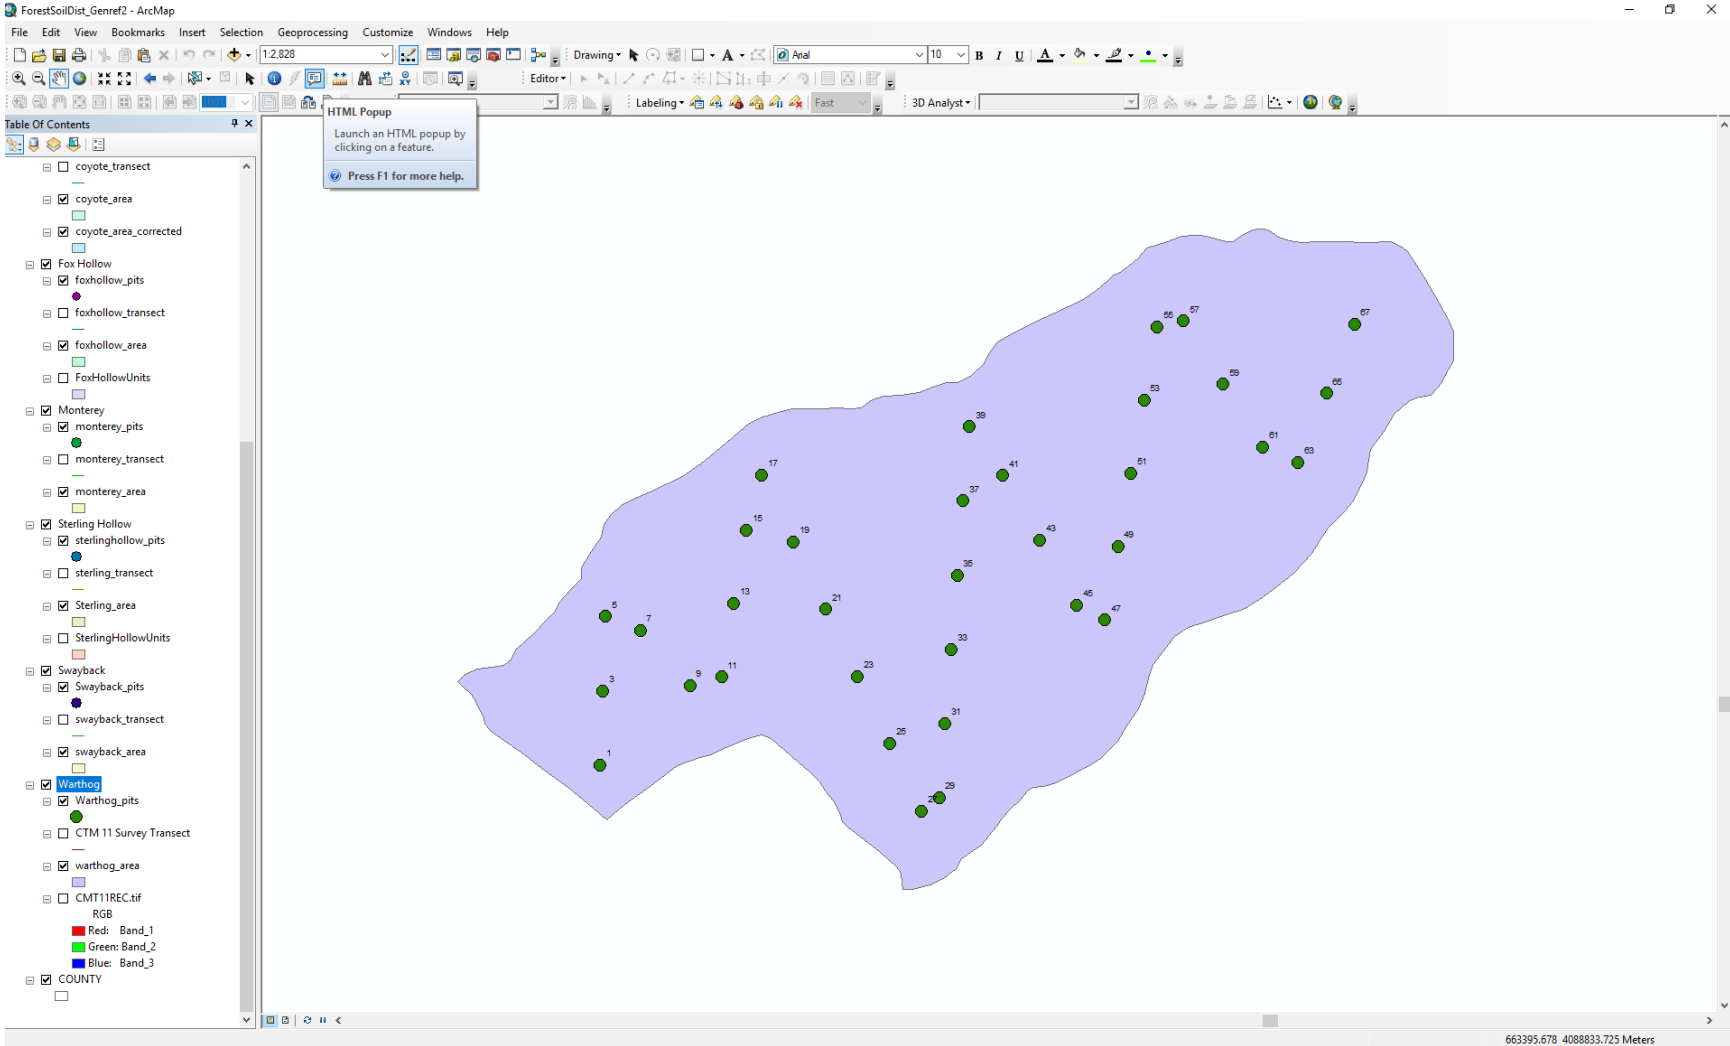 ForestSoilDist_Genref2 - ArcMap
File Edit View Bookmarks Insert Selection Geoprocessing Customize Windows Help
1:2,828 Drawing Arial 10 B I U A
Editor
Labeling Fast 3D Analyst
HTML Popup
Launch an HTML popup by
clicking on a feature.
Press F1 for more help.
Table Of Contents
coyote_transect
coyote_area
coyote_area_corrected
Fox Hollow
foxhollow_pits
foxhollow_transect
foxhollow_area
FoxHollowUnits
Monterey
monterey_pits
monterey_transect
monterey_area
Sterling Hollow
sterlinghollow_pits
sterling_transect
Sterling_area
SterlingHollowUnits
Swayback
Swayback_pits
swayback_transect
swayback_area
Warthog
Warthog_pits
CTM 11 Survey Transect
warthog_area
CMT11REC.tif
RGB
Red: Band_1
Green: Band_2
Blue: Band_3
COUNTY
55 57 67
59 65
53
39
61 63
17 41 51
37
15 19 43 49
35
13 21 45 47
5 7
33
9 11 23
3
31
25
1
27 29
663395.678 4088833.725 Meters